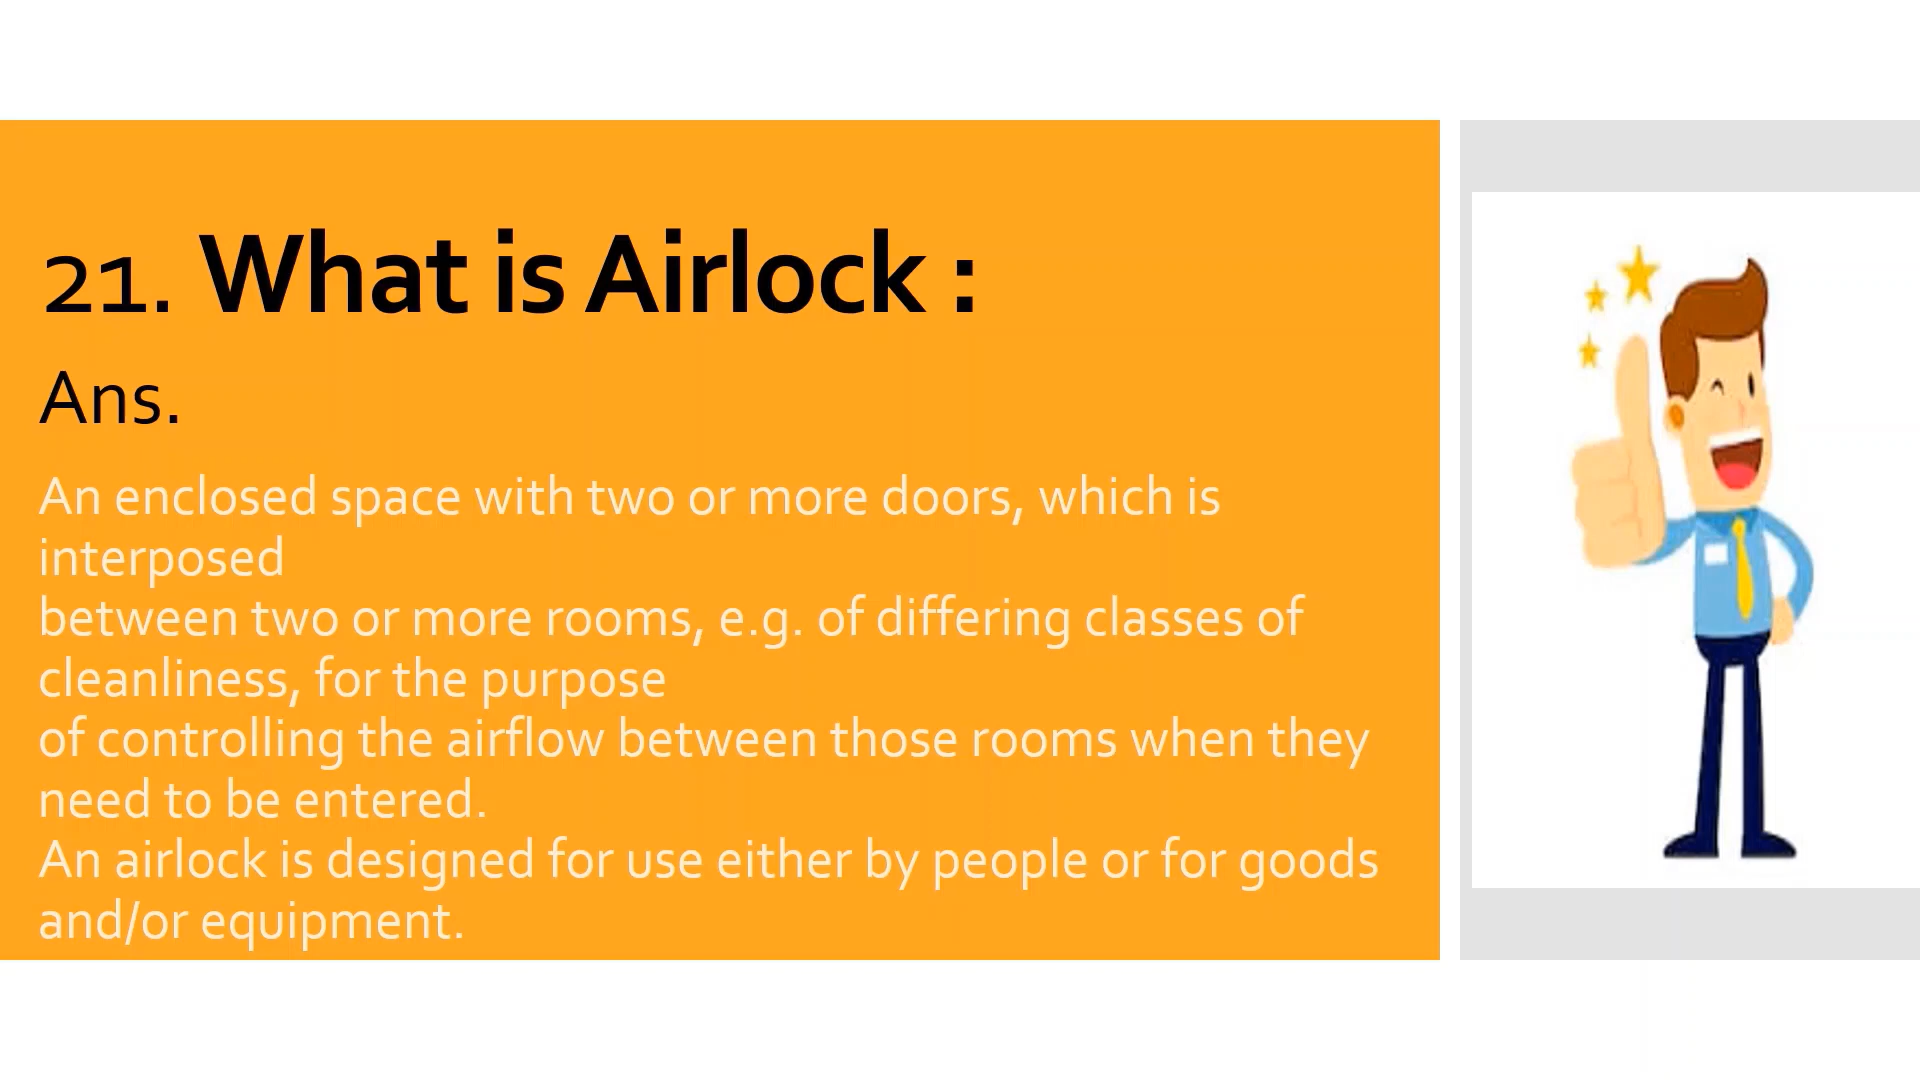 21. What is Airlock :
Ans.
An enclosed space with two or more doors, which is
interposed
between two or more rooms, e.g. of differing classes of
cleanliness, for the purpose
of controlling the airflow between those rooms when they
need to be entered.
An airlock is designed for use either by people or for goods
and/or equipment.